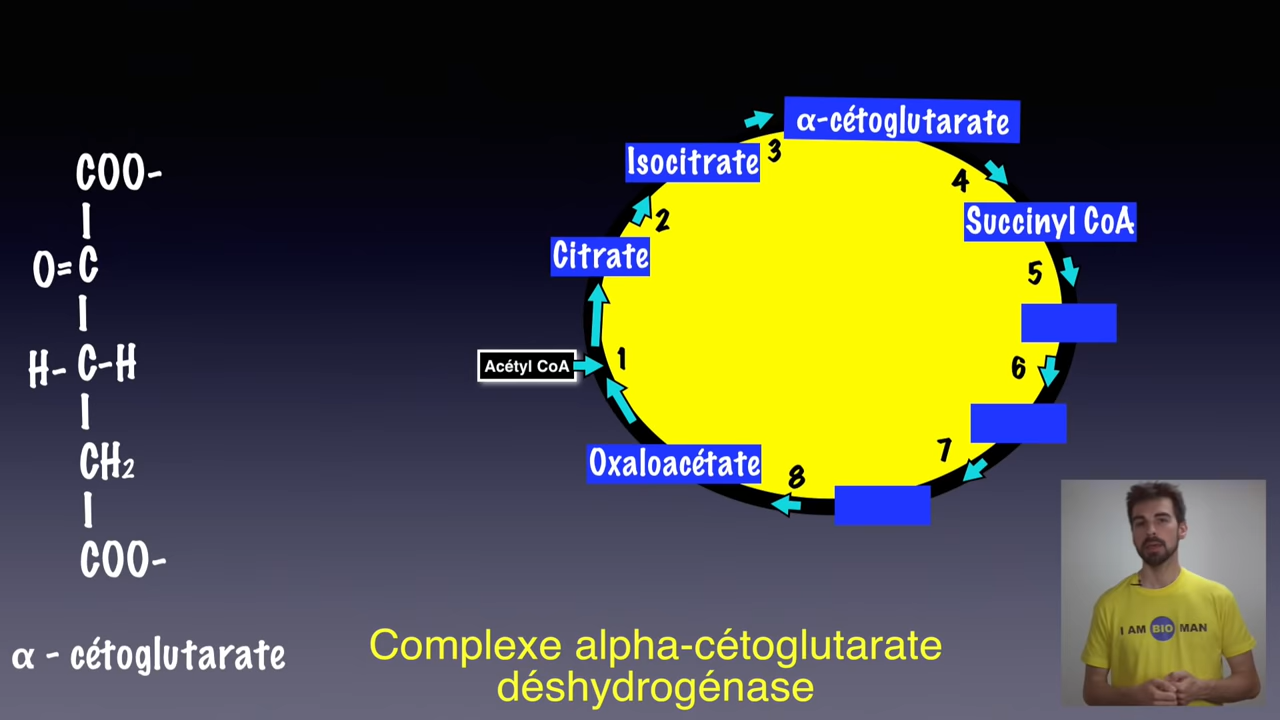 COO-
|
O=C
|
H-C-H
|
CH₂
|
COO-
α - cétoglutarate
α-cétoglutarate
3
Isocitrate
2
Citrate
Acétyl CoA
1
Oxaloacétate
8
7
6
5
Succinyl CoA
4
Complexe alpha-cétoglutarate
déshydrogénase
I AM BIO MAN